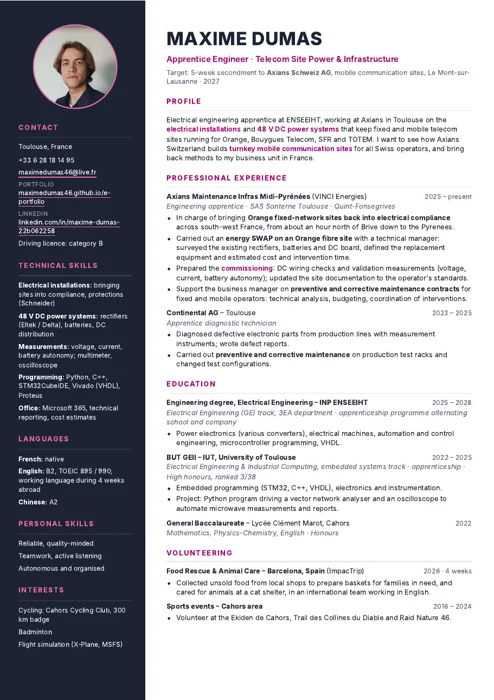 MAXIME DUMAS
Apprentice Engineer · Telecom Site Power & Infrastructure
Target: 5-week secondment to Axians Schweiz AG, mobile communication sites, Le Mont-sur-
Lausanne · 2027
CONTACT
Toulouse, France
+33 6 28 18 14 95
maximedumas46@live.fr
PORTFOLIO
maximedumas46.github.io/e-
portfolio
LINKEDIN
linkedin.com/in/maxime-dumas-
22b062258
Driving licence: category B
TECHNICAL SKILLS
Electrical installations: bringing
sites into compliance, protections
(Schneider)
48 V DC power systems: rectifiers
(Eltek / Delta), batteries, DC
distribution
Measurements: voltage, current,
battery autonomy; multimeter,
oscilloscope
Programming: Python, C++,
STM32CubeIDE, Vivado (VHDL),
Proteus
Office: Microsoft 365, technical
reporting, cost estimates
LANGUAGES
French: native
English: B2, TOEIC 895 / 990;
working language during 4 weeks
abroad
Chinese: A2
PERSONAL SKILLS
Reliable, quality-minded
Teamwork, active listening
Autonomous and organised
INTERESTS
Cycling: Cahors Cycling Club, 300
km badge
Badminton
Flight simulation (X-Plane, MSFS)
PROFILE
Electrical engineering apprentice at ENSEEIHT, working at Axians in Toulouse on the
electrical installations and 48 V DC power systems that keep fixed and mobile telecom
sites running for Orange, Bouygues Telecom, SFR and TOTEM. I want to see how Axians
Switzerland builds turnkey mobile communication sites for all Swiss operators, and bring
back methods to my business unit in France.
PROFESSIONAL EXPERIENCE
Axians Maintenance Infras Midi-Pyrénées (VINCI Energies) 2025 – present
Engineering apprentice · SAS Santerne Toulouse · Quint-Fonsegrives
• In charge of bringing Orange fixed-network sites back into electrical compliance
across south-west France, from about an hour north of Brive down to the Pyrenees.
• Carried out an energy SWAP on an Orange fibre site with a technical manager:
surveyed the existing rectifiers, batteries and DC board, defined the replacement
equipment and estimated cost and intervention time.
• Prepared the commissioning: DC wiring checks and validation measurements (voltage,
current, battery autonomy); updated the site documentation to the operator's standards.
• Support the business manager on preventive and corrective maintenance contracts for
fixed and mobile operators: technical analysis, budgeting, coordination of interventions.
Continental AG – Toulouse 2023 – 2025
Apprentice diagnostic technician
• Diagnosed defective electronic parts from production lines with measurement
instruments; wrote defect reports.
• Carried out preventive and corrective maintenance on production test racks and
changed test configurations.
EDUCATION
Engineering degree, Electrical Engineering – INP ENSEEIHT 2025 – 2028
Electrical Engineering (GE) track, 3EA department · apprenticeship programme alternating
school and company
• Power electronics (various converters), electrical machines, automation and control
engineering, microcontroller programming, VHDL.
BUT GEII – IUT, University of Toulouse 2022 – 2025
Electrical Engineering & Industrial Computing, embedded systems track · apprenticeship ·
High honours, ranked 3/38
• Embedded programming (STM32, C++, VHDL), electronics and instrumentation.
• Project: Python program driving a vector network analyser and an oscilloscope to
automate microwave measurements and reports.
General Baccalaureate – Lycée Clément Marot, Cahors 2022
Mathematics, Physics-Chemistry, English · Honours
VOLUNTEERING
Food Rescue & Animal Care – Barcelona, Spain (ImpacTrip) 2026 · 4 weeks
• Collected unsold food from local shops to prepare baskets for families in need, and
cared for animals at a cat shelter, in an international team working in English.
Sports events – Cahors area 2016 – 2024
• Volunteer at the Ekiden de Cahors, Trail des Collines du Diable and Raid Nature 46.